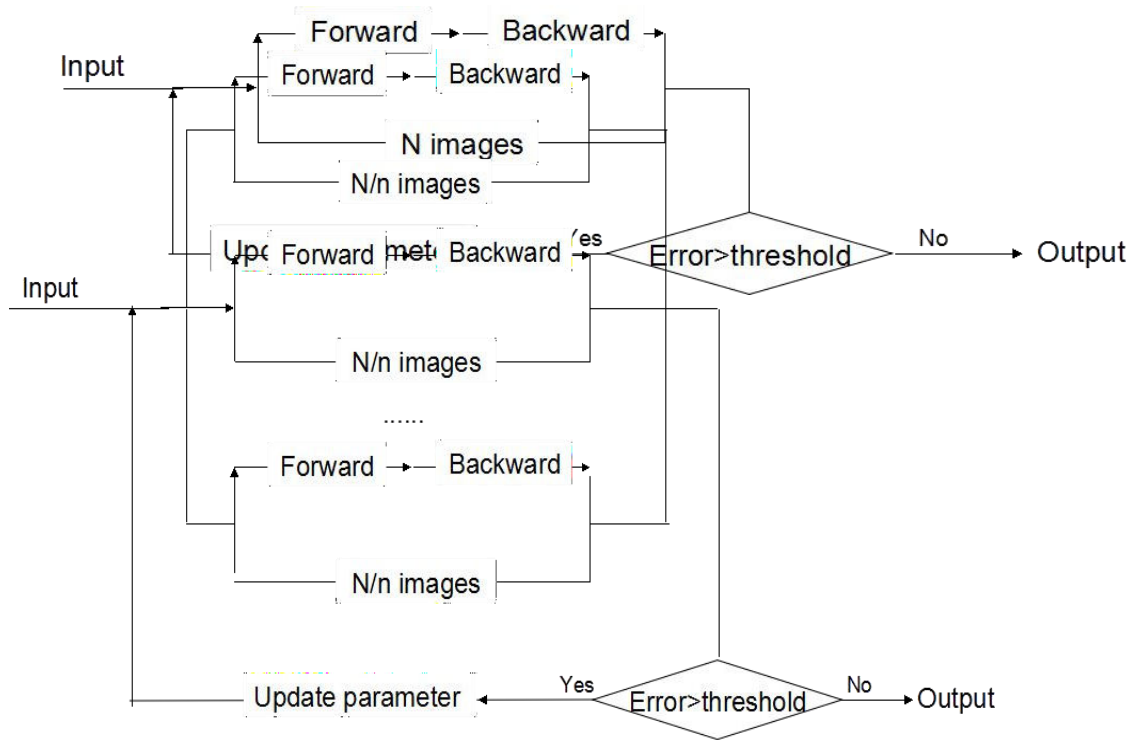 Forward
Backward
Input
Forward
Backward
N images
N/n images
Forward
Backward
Yes
Error>threshold
No
Output
Input
N/n images
......
Forward
Backward
N/n images
Update parameter
Yes
Error>threshold
No
Output